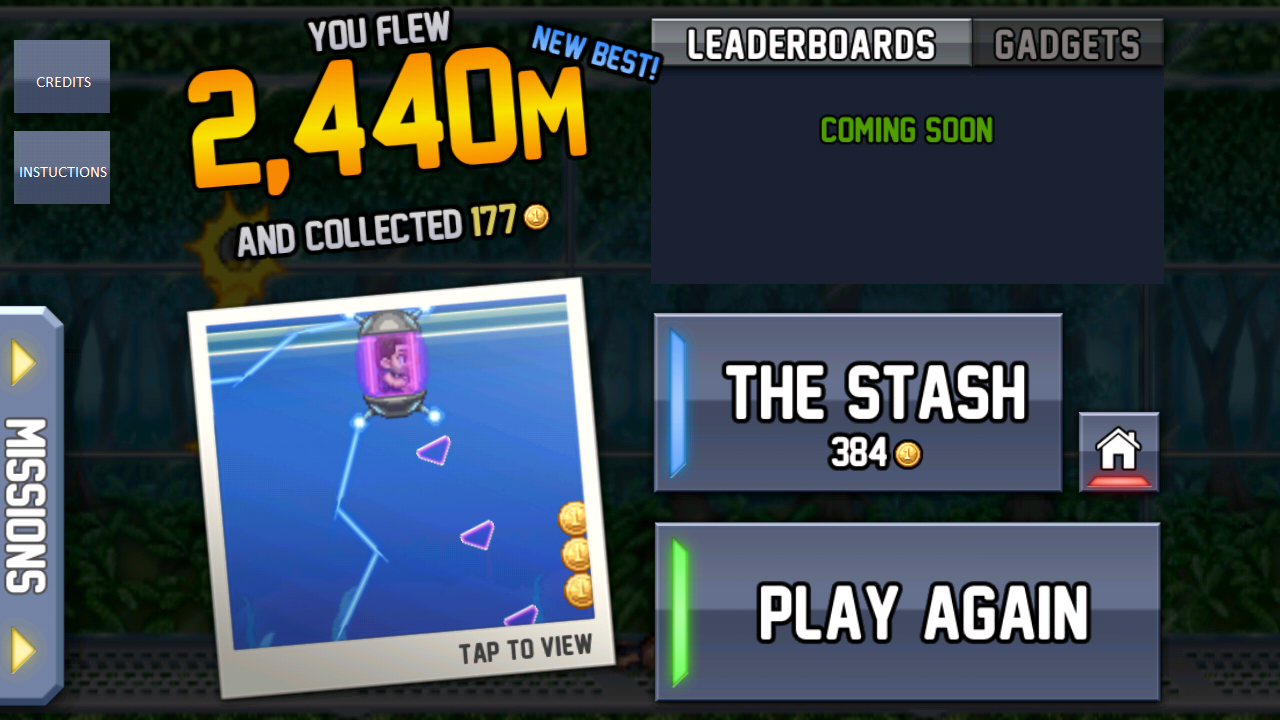 CREDITS
INSTUCTIONS
YOU FLEW
NEW BEST!
2,440M
AND COLLECTED 177
MISSIONS
TAP TO VIEW
LEADERBOARDS
GADGETS
COMING SOON
THE STASH
384
PLAY AGAIN